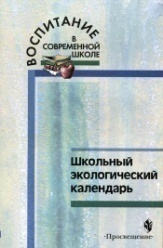 ВОСПИТАНИЕ
В СОВРЕМЕННОЙ
ШКОЛЕ
Школьный
экологический
календарь
·Просвещение·